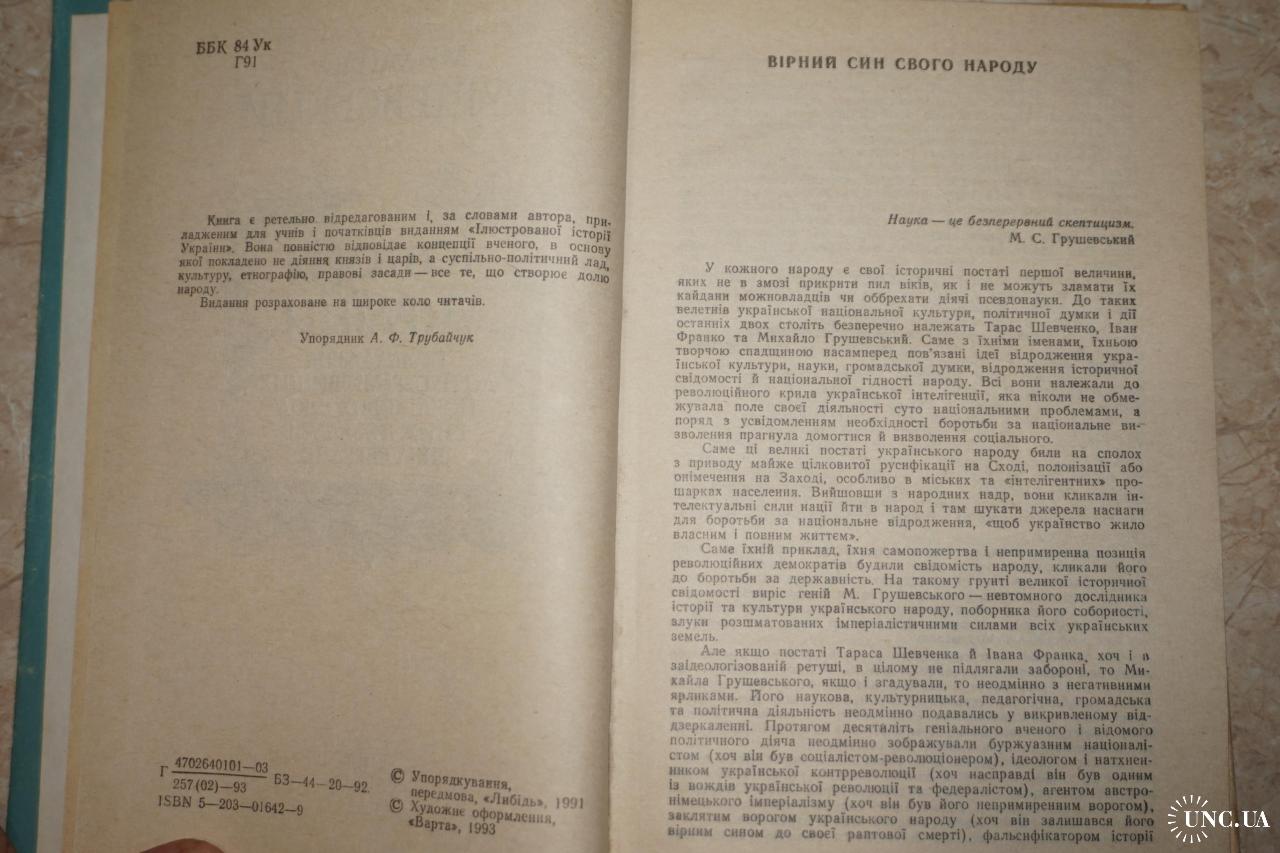 ББК 84 Ук
Г91
Книга є ретельно відредагованим і, за словами автора, при-
ладженим для учнів і початківців виданням «Ілюстрованої історії
України». Вона повністю відповідає концепції вченого, в основу
якої покладено не діяння князів і царів, а суспільно-політичний лад,
культуру, етнографію, правові засади — все те, що створює долю
народу.
Видання розраховане на широке коло читачів.
Упорядник А. Ф. Трубайчук
Г 4702640101—03
257(02)—93 БЗ—44—20—92.
ISBN 5—203—01642—9
© Упорядкування,
передмова, «Либідь», 1991
© Художнє оформлення,
«Варта», 1993
ВІРНИЙ СИН СВОГО НАРОДУ
Наука — це безперервний скептицизм.
М. С. Грушевський
У кожного народу є свої історичні постаті першої величини,
яких не в змозі прикрити пил віків, як і не можуть зламати їх
кайдани можновладців чи оббрехати діячі псевдонауки. До таких
велетнів української національної культури, політичної думки і дії
останніх двох століть безперечно належать Тарас Шевченко, Іван
Франко та Михайло Грушевський. Саме з їхніми іменами, їхньою
творчою спадщиною насамперед пов'язані ідеї відродження укра-
їнської культури, науки, громадської думки, відродження історичної
свідомості й національної гідності народу. Всі вони належали до
революційного крила української інтелігенції, яка ніколи не обме-
жувала поле своєї діяльності суто національними проблемами, а
поряд з усвідомленням необхідності боротьби за національне ви-
зволення прагнула домогтися й визволення соціального.
Саме ці великі постаті українського народу били на сполох
з приводу майже цілковитої русифікації на Сході, полонізації або
онімечення на Заході, особливо в міських та «інтелігентних» про-
шарках населення. Вийшовши з народних надр, вони кликали ін-
телектуальні сили нації йти в народ і там шукати джерела наснаги
для боротьби за національне відродження, «щоб українство жило
власним і повним життєм».
Саме їхній приклад, їхня самопожертва і непримиренна позиція
революційних демократів будили свідомість народу, кликали його
до боротьби за державність. На такому грунті великої історичної
свідомості виріс геній М. Грушевського — невтомного дослідника
історії та культури українського народу, поборника його соборності,
злуки розшматованих імперіалістичними силами всіх українських
земель.
Але якщо постаті Тараса Шевченка й Івана Франка, хоч і в
заідеологізованій ретуші, в цілому не підлягали забороні, то Ми-
хайла Грушевського, якщо і згадували, то неодмінно з негативними
ярликами. Його наукова, культурницька, педагогічна, громадська
та політична діяльність неодмінно подавались у викривленому від-
дзеркаленні. Протягом десятиліть геніального вченого і відомого
політичного діяча неодмінно зображували буржуазним націоналі-
стом (хоч він був соціалістом-революціонером), ідеологом і натхнен-
ником української контрреволюції (хоч насправді він був одним
із вождів української революції та федералістом), агентом австро-
німецького імперіалізму (хоч він був його непримиренним ворогом),
заклятим ворогом українського народу (хоч він залишався його
вірним сином до своєї раптової смерті), фальсифікатором історії
UNC.UA